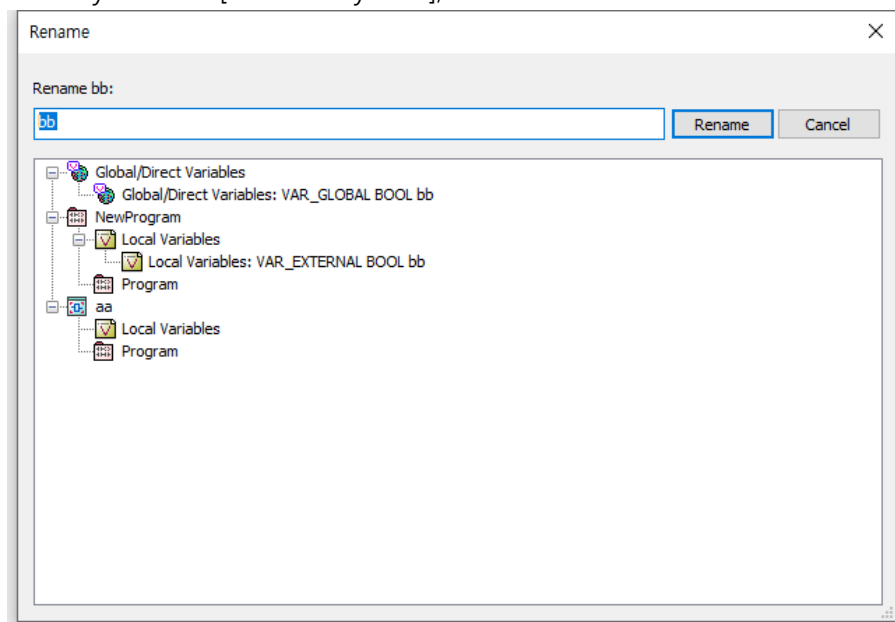 Rename
Rename bb:
bb
Rename
Cancel
Global/Direct Variables
Global/Direct Variables: VAR_GLOBAL BOOL bb
NewProgram
Local Variables
Local Variables: VAR_EXTERNAL BOOL bb
Program
aa
Local Variables
Program